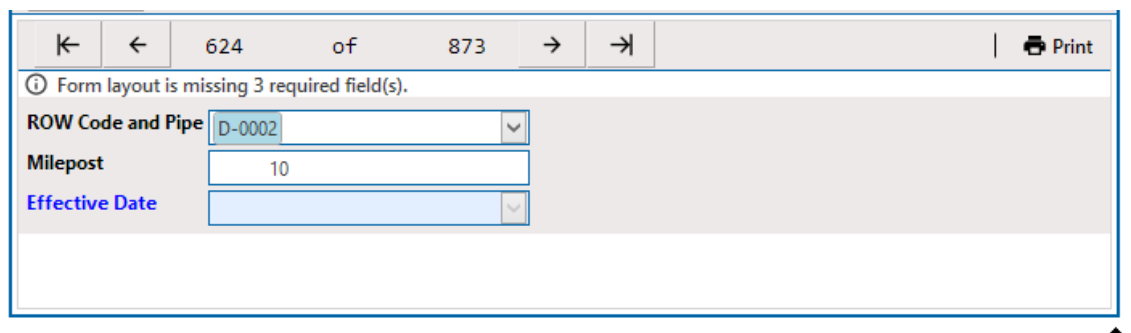 624 of 873 Print
Form layout is missing 3 required field(s).
ROW Code and Pipe D-0002
Milepost 10
Effective Date